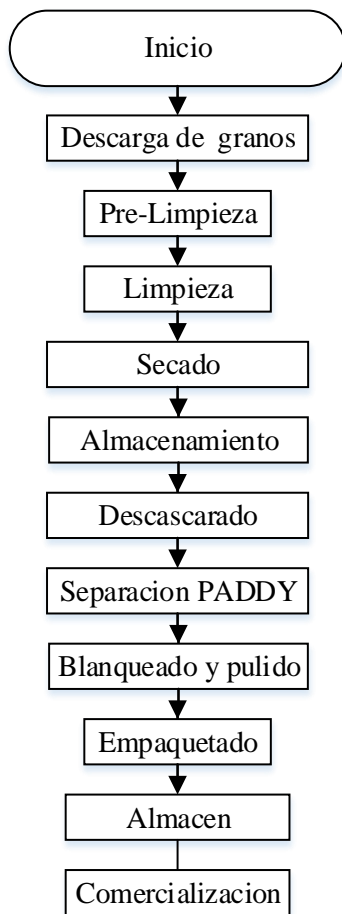 Inicio
Descarga de granos
Pre-Limpieza
Limpieza
Secado
Almacenamiento
Descascarado
Separacion PADDY
Blanqueado y pulido
Empaquetado
Almacen
Comercializacion